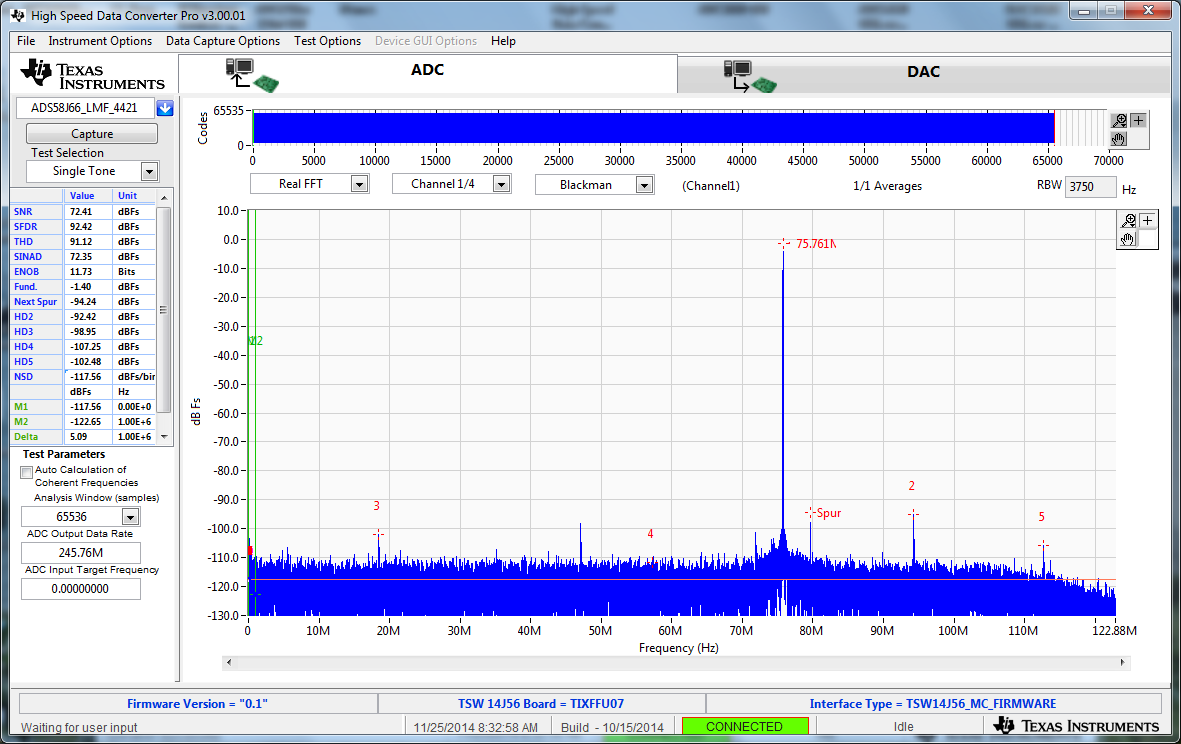 High Speed Data Converter Pro v3.00.01
File Instrument Options Data Capture Options Test Options Device GUI Options Help
TEXAS INSTRUMENTS
ADC
DAC
ADS58J66_LMF_4421
Capture
Test Selection
Single Tone
Value Unit
SNR 72.41 dBFs
SFDR 92.42 dBFs
THD 91.12 dBFs
SINAD 72.35 dBFs
ENOB 11.73 Bits
Fund. -1.40 dBFs
Next Spur -94.24 dBFs
HD2 -92.42 dBFs
HD3 -98.95 dBFs
HD4 -107.25 dBFs
HD5 -102.48 dBFs
NSD -117.56 dBFs/bin
dBFs Hz
M1 -117.56 0.00E+0
M2 -122.65 1.00E+6
Delta 5.09 1.00E+6
Test Parameters
Auto Calculation of
Coherent Frequencies
Analysis Window (samples)
65536
ADC Output Data Rate
245.76M
ADC Input Target Frequency
0.00000000
Codes
65535
0
0 5000 10000 15000 20000 25000 30000 35000 40000 45000 50000 55000 60000 65000 70000
Real FFT Channel 1/4 Blackman (Channel1) 1/1 Averages RBW 3750 Hz
dB Fs
10.0
0.0
-10.0
-20.0
-30.0
-40.0
-50.0
-60.0
-70.0
-80.0
-90.0
-100.0
-110.0
-120.0
-130.0
75.761M
3
4
Spur
2
5
0 10M 20M 30M 40M 50M 60M 70M 80M 90M 100M 110M 122.88M
Frequency (Hz)
Firmware Version = "0.1" TSW 14J56 Board = TIXFFU07 Interface Type = TSW14J56_MC_FIRMWARE
Waiting for user input 11/25/2014 8:32:58 AM Build - 10/15/2014 CONNECTED Idle TEXAS INSTRUMENTS